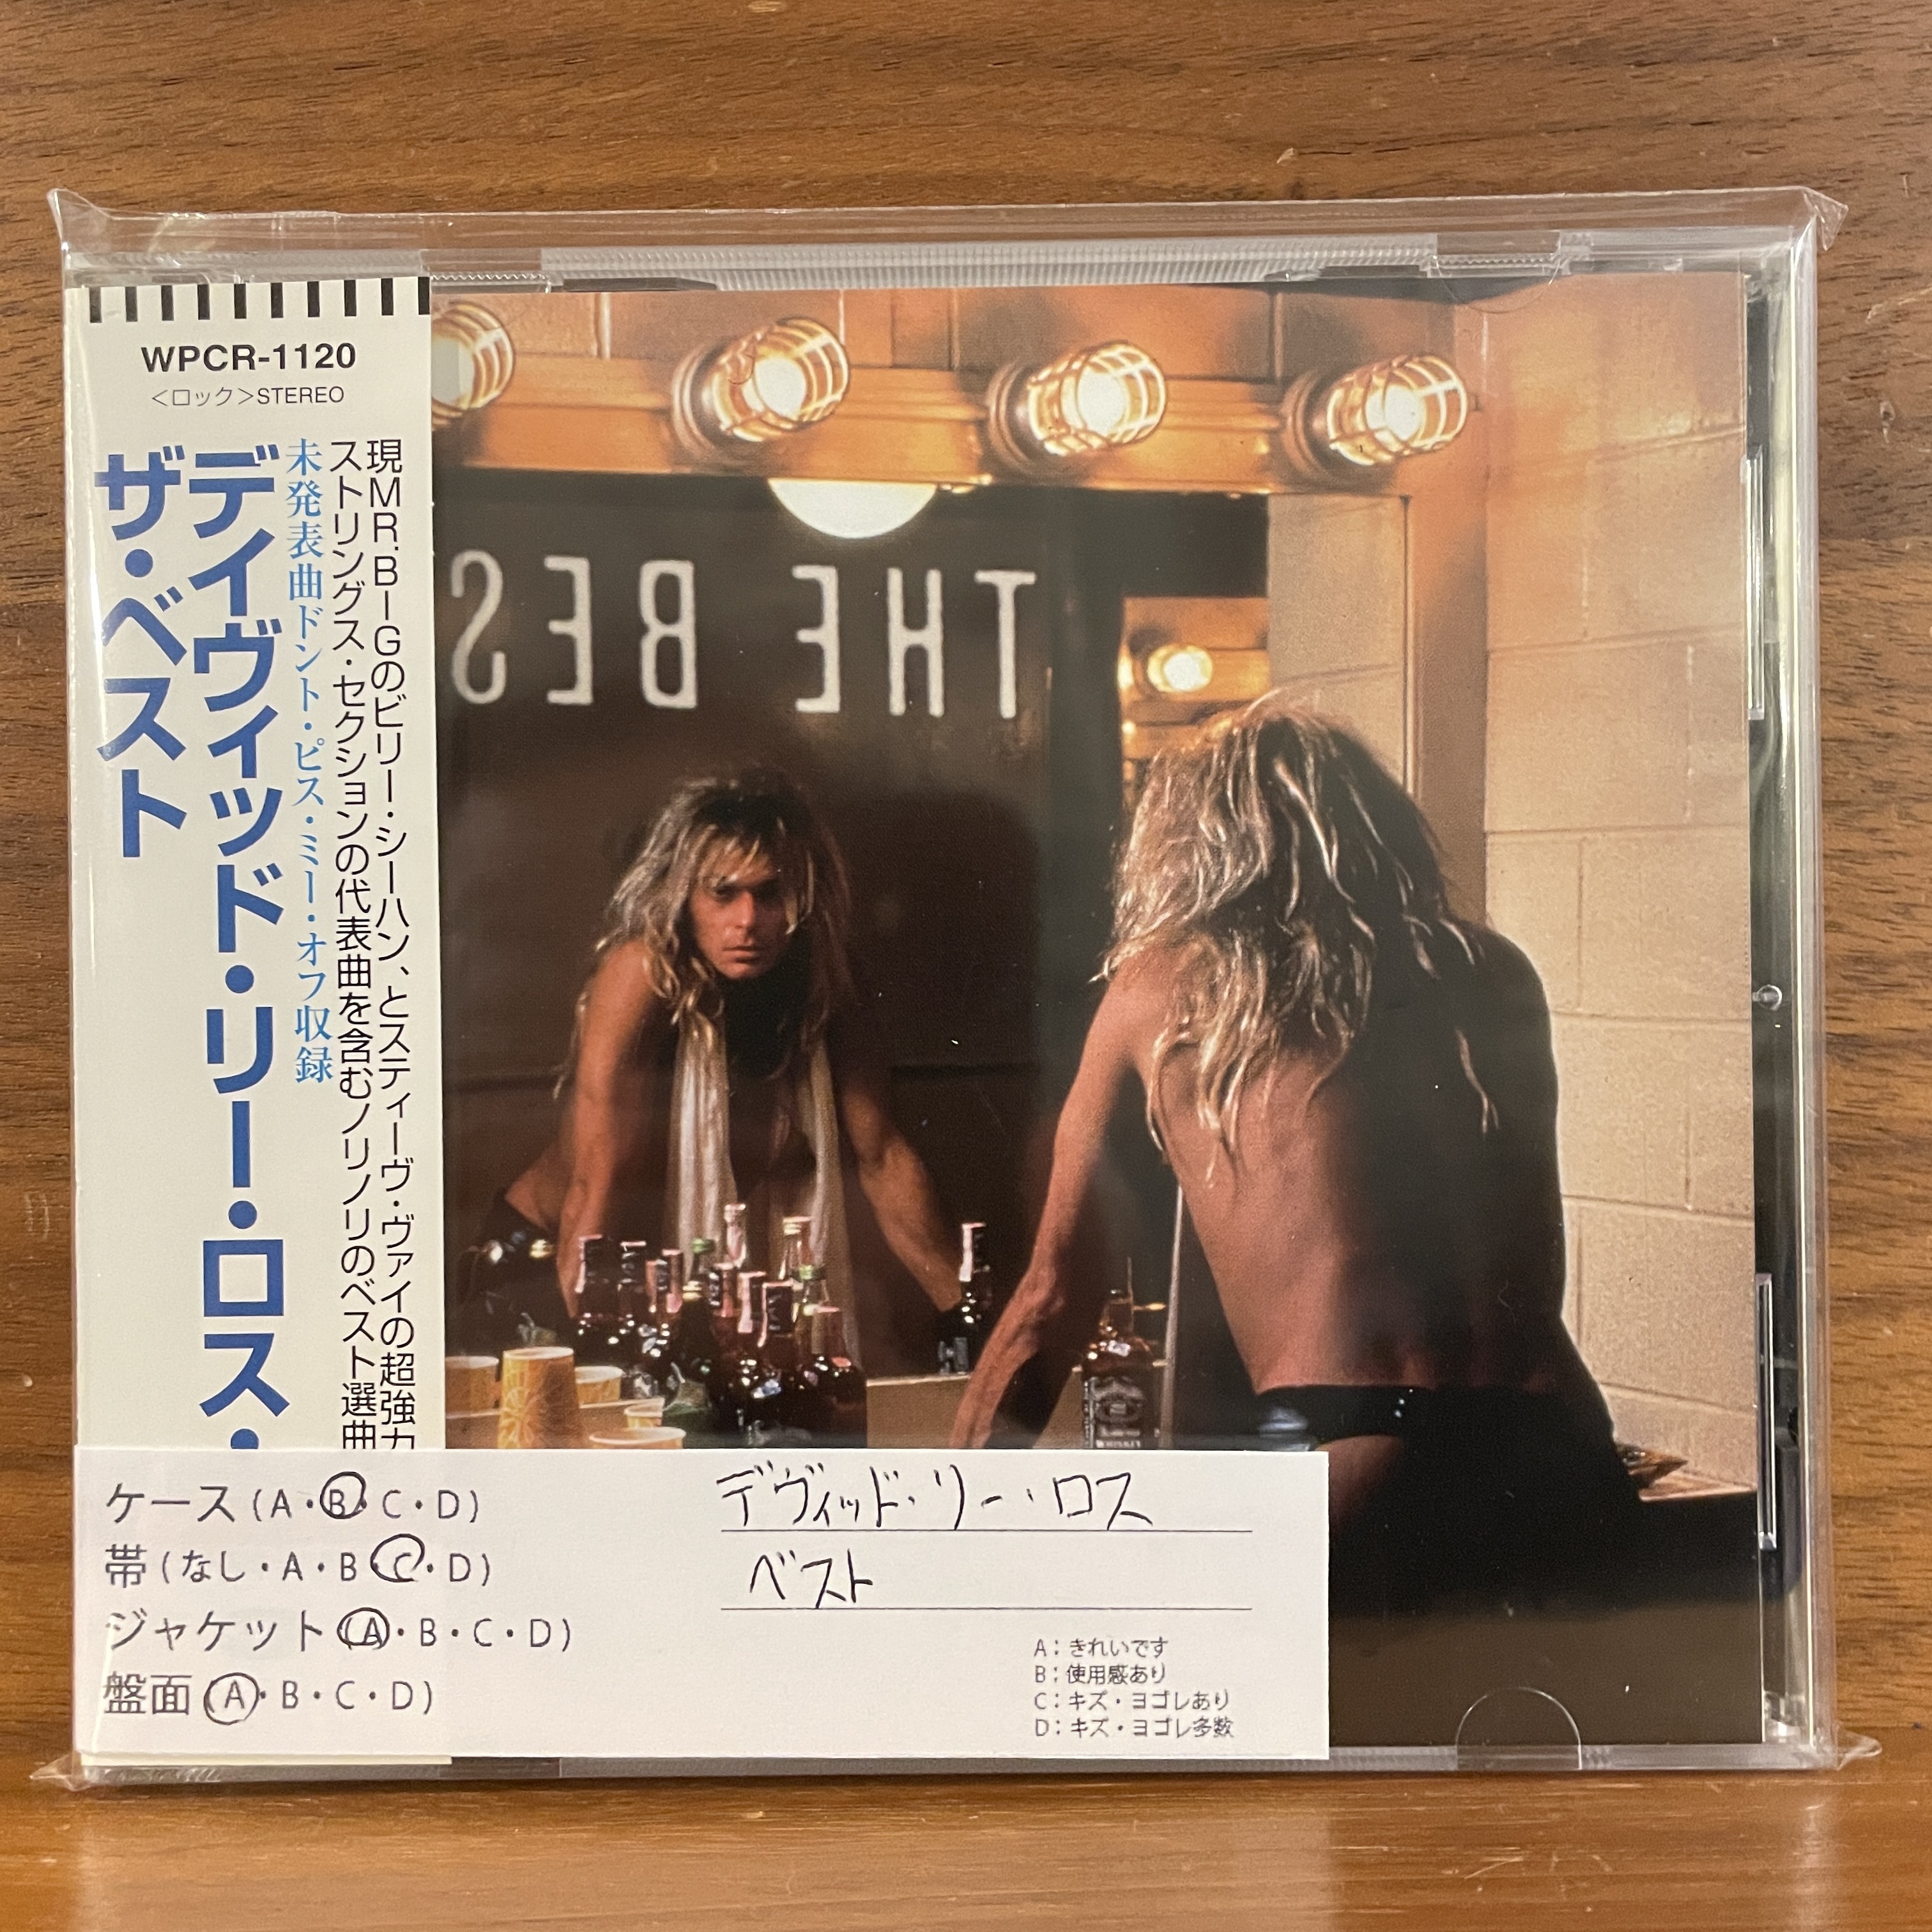 WPCR-1120
<ロック>STEREO
現MR.BIGのビリー・シーハン、とスティーヴ・ヴァイの超強力
ストリングス・セクションの代表曲を含むノリノリのベスト選曲
未発表曲ドント・ピス・ミー・オフ収録
デイヴィッド・リー・ロス・
ザ・ベスト
THE BES
ケース(A・B・C・D)
帯(なし・A・B・C・D)
ジャケット(A・B・C・D)
盤面(A・B・C・D)
デヴィッド・リー・ロス
ベスト
A:きれいです
B:使用感あり
C:キズ・ヨゴレあり
D:キズ・ヨゴレ多数